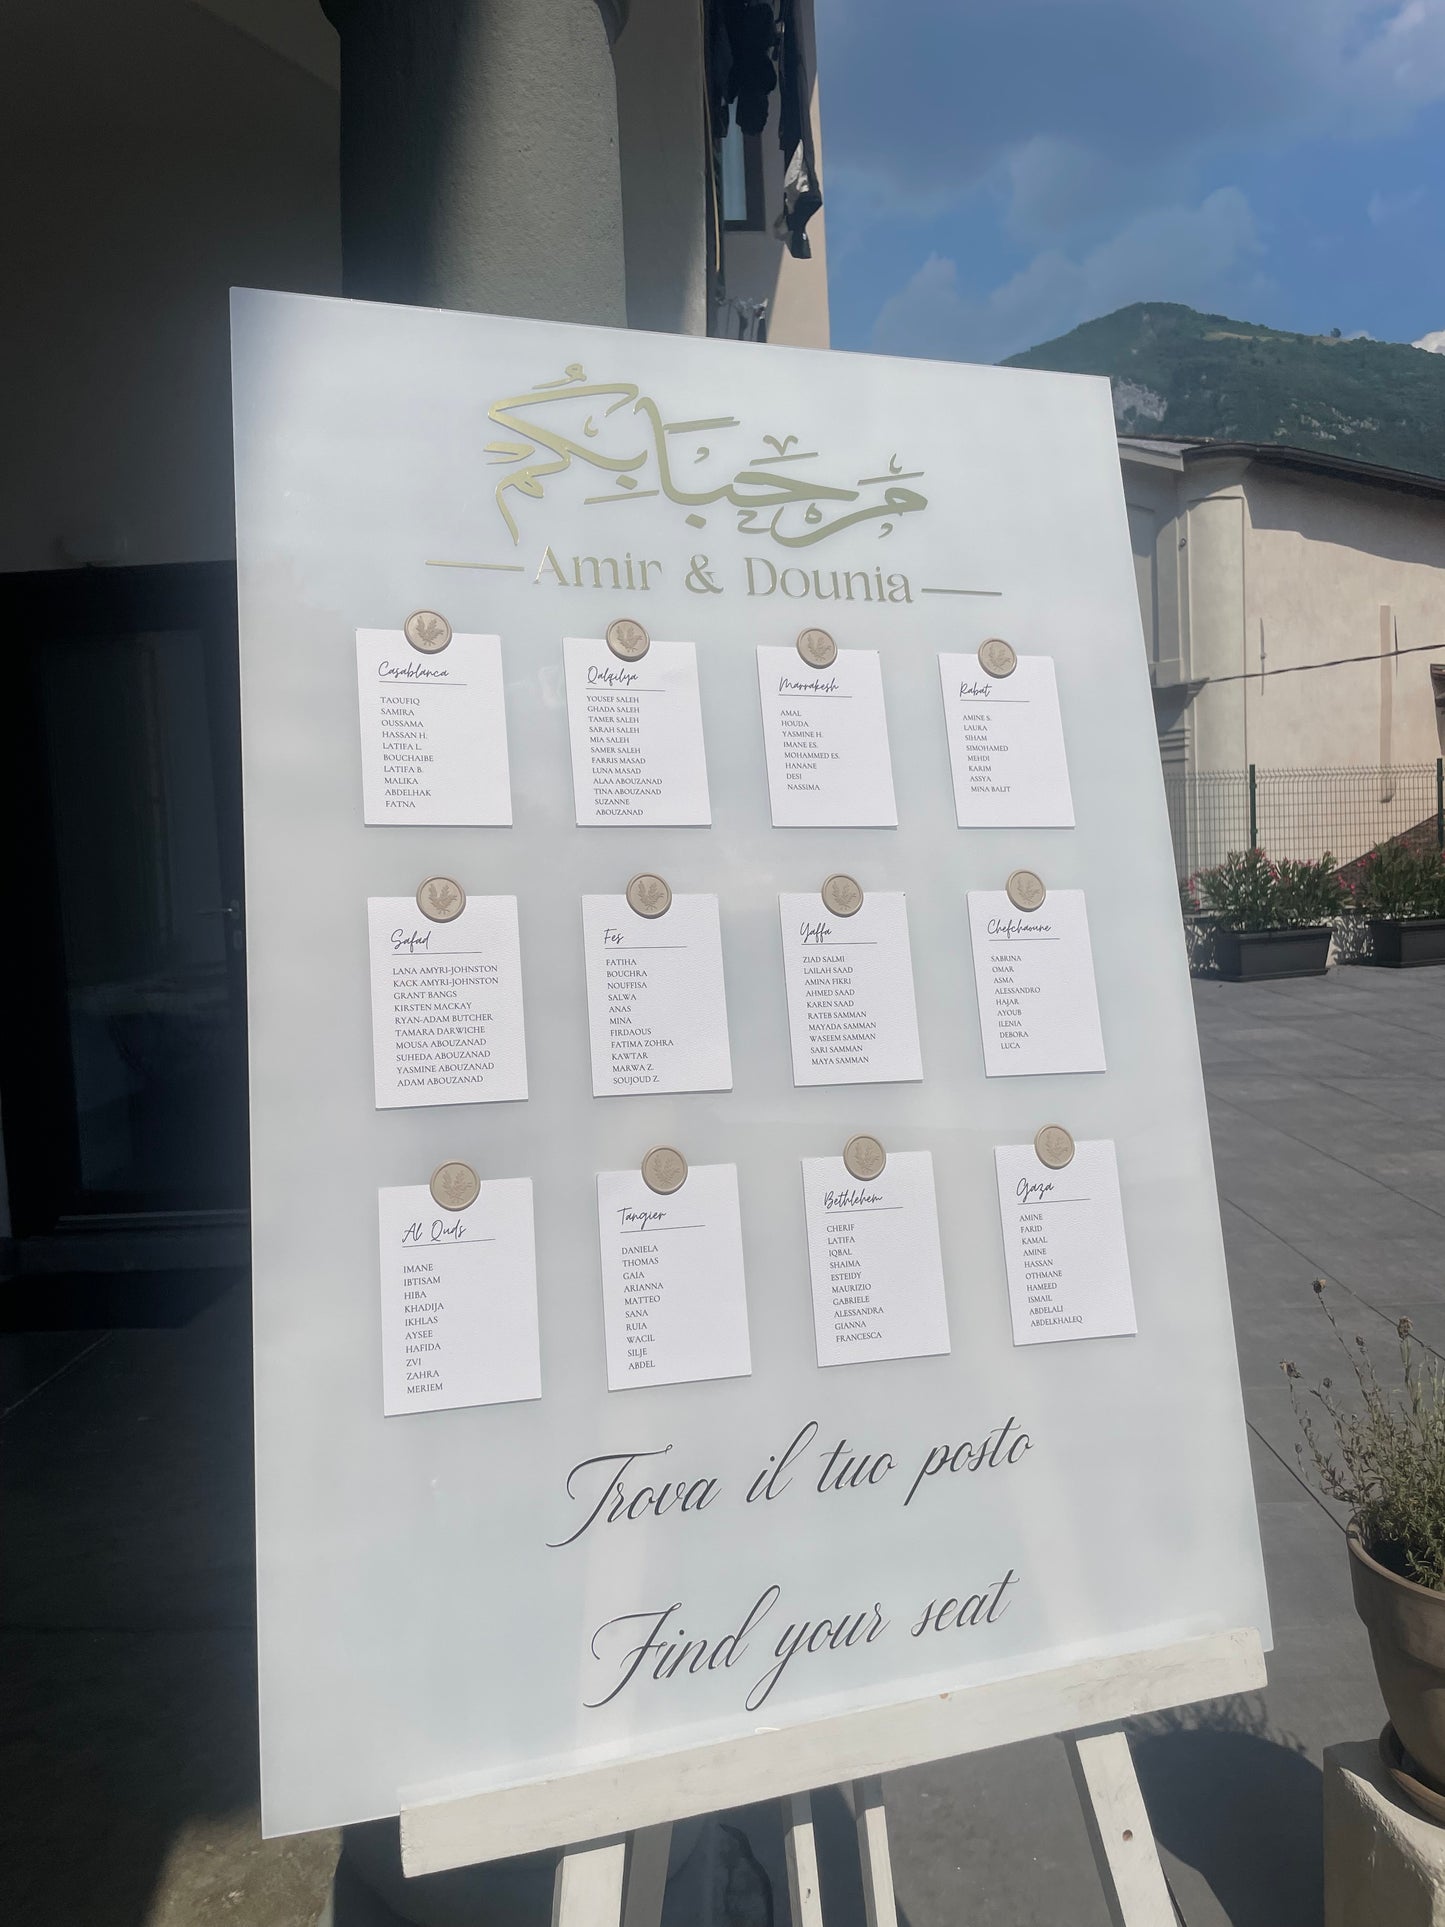 مرحبا بكم
Amir & Dounia
Casablanca
TAOUFIQ
SAMIRA
OUSSAMA
HASSAN H.
LATIFA L.
BOUCHAIBE
LATIFA B.
MALIKA
ABDELHAK
FATNA
Qalqilya
YOUSEF SALEH
GHADA SALEH
TAMER SALEH
SARAH SALEH
MIA SALEH
SAMER SALEH
FARRIS MASAD
LUNA MASAD
ALAA ABOUZANAD
TINA ABOUZANAD
SUZANNE
ABOUZANAD
Marrakesh
AMAL
HOUDA
YASMINE H.
IMANE ES.
MOHAMMED ES.
HANANE
DESI
NASSIMA
Rabat
AMINE S.
LAURA
SIHAM
SIMOHAMED
MEHDI
KARIM
ASSYA
MINA BALIT
Safad
LANA AMYRI-JOHNSTON
KACK AMYRI-JOHNSTON
GRANT BANGS
KIRSTEN MACKAY
RYAN-ADAM BUTCHER
TAMARA DARWICHE
MOUSA ABOUZANAD
SUHEDA ABOUZANAD
YASMINE ABOUZANAD
ADAM ABOUZANAD
Fes
FATIHA
BOUCHRA
NOUFFISA
SALWA
ANAS
MINA
FIRDAOUS
FATIMA ZOHRA
KAWTAR
MARWA Z.
SOUJOUD Z.
Yaffa
ZIAD SALMI
LAILAH SAAD
AMINA FIKRI
AHMED SAAD
KAREN SAAD
RATEB SAMMAN
MAYADA SAMMAN
WASEEM SAMMAN
SARI SAMMAN
MAYA SAMMAN
Chefchaoune
SABRINA
OMAR
ASMA
ALESSANDRO
HAJAR
AYOUB
ILENIA
DEBORA
LUCA
Al Quds
IMANE
IBTISAM
HIBA
KHADIJA
IKHLAS
AYSEE
HAFIDA
ZVI
ZAHRA
MERIEM
Tangier
DANIELA
THOMAS
GAIA
ARIANNA
MATTEO
SANA
RUIA
WACIL
SILJE
ABDEL
Bethlehem
CHERIF
LATIFA
IQBAL
SHAIMA
ESTEIDY
MAURIZIO
GABRIELE
ALESSANDRA
GIANNA
FRANCESCA
Gaza
AMINE
FARID
KAMAL
AMINE
HASSAN
OTHMANE
HAMEED
ISMAIL
ABDELALI
ABDELKHALEQ
Trova il tuo posto
Find your seat